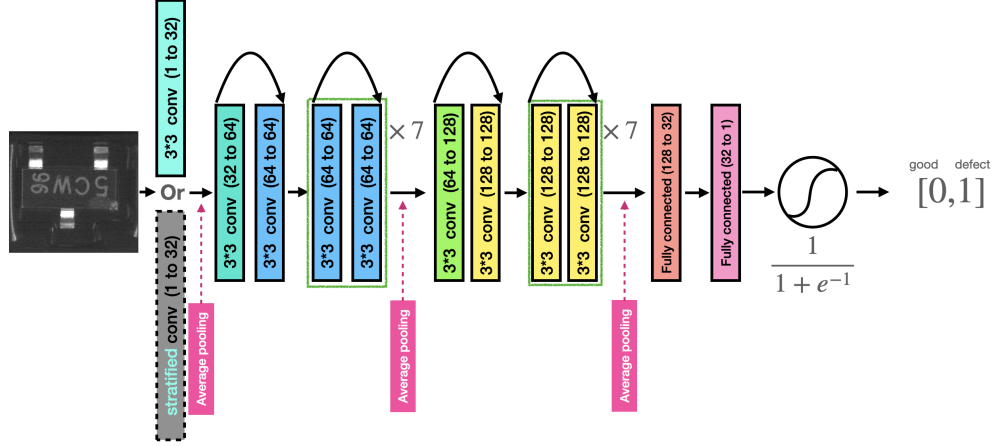 3*3 conv (1 to 32)
Or
stratified conv (1 to 32)
Average pooling
3*3 conv (32 to 64)
3*3 conv (64 to 64)
3*3 conv (64 to 64)
3*3 conv (64 to 64)
× 7
Average pooling
3*3 conv (64 to 128)
3*3 conv (128 to 128)
3*3 conv (128 to 128)
3*3 conv (128 to 128)
× 7
Average pooling
Fully connected (128 to 32)
Fully connected (32 to 1)
1
1 + e⁻¹
good defect
[0,1]
5CW
96